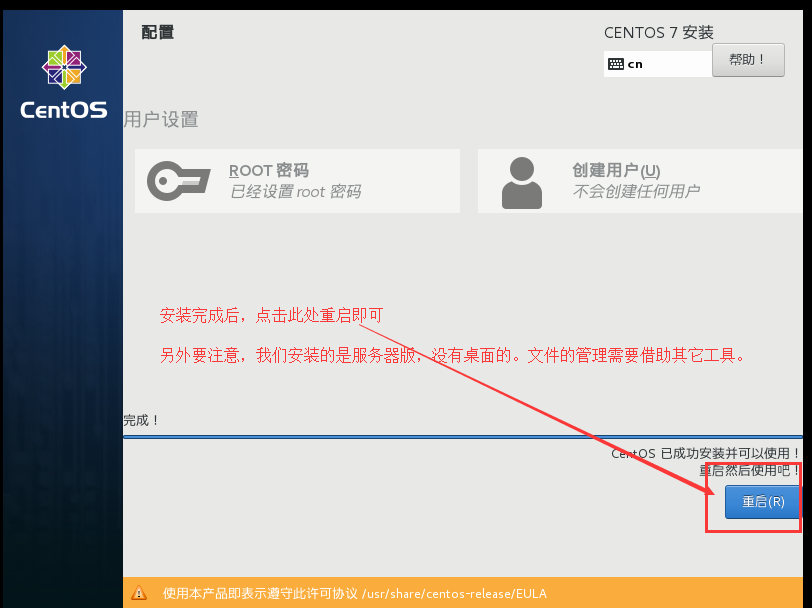 配置
CENTOS 7 安装
cn
帮助！
CentOS
用户设置
ROOT 密码
已经设置 root 密码
创建用户(U)
不会创建任何用户
安装完成后，点击此处重启即可
另外要注意，我们安装的是服务器版，没有桌面的。文件的管理需要借助其它工具。
完成！
CentOS 已成功安装并可以使用！
重启然后使用吧！
重启(R)
使用本产品即表示遵守此许可协议 /usr/share/centos-release/EULA